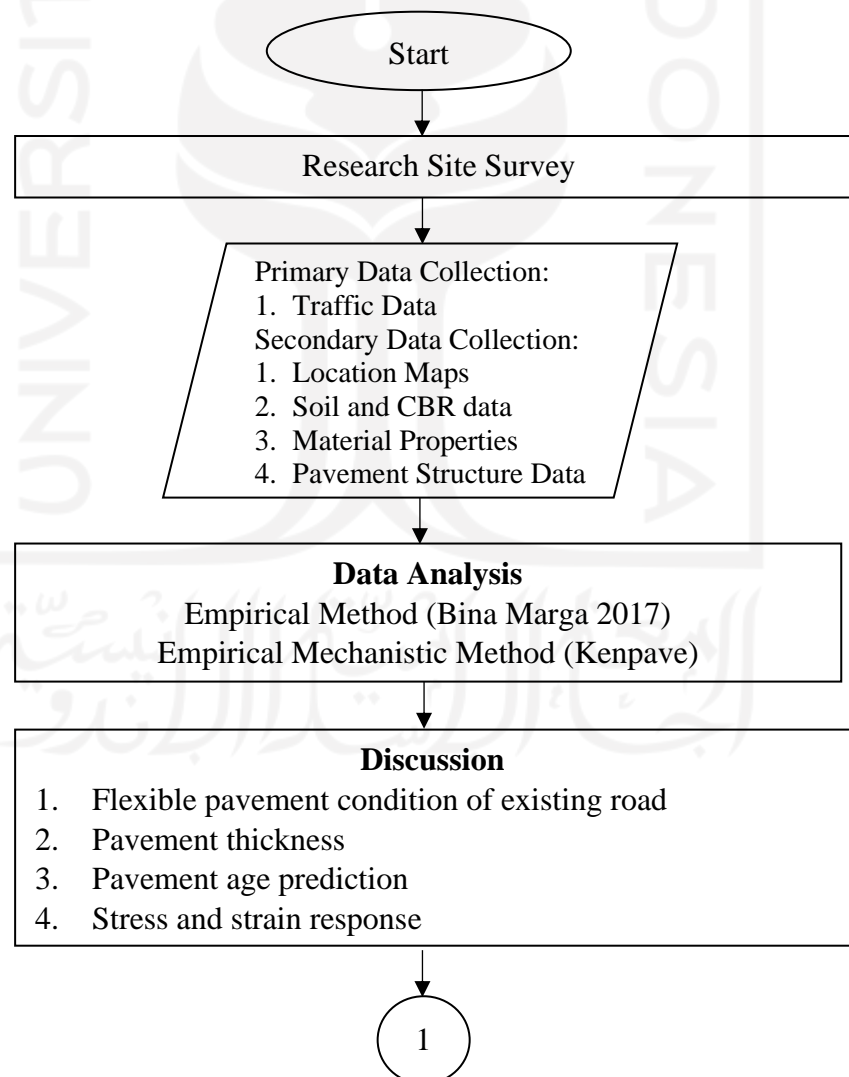 Start
Research Site Survey
Primary Data Collection:
1. Traffic Data
Secondary Data Collection:
1. Location Maps
2. Soil and CBR data
3. Material Properties
4. Pavement Structure Data
Data Analysis
Empirical Method (Bina Marga 2017)
Empirical Mechanistic Method (Kenpave)
Discussion
1. Flexible pavement condition of existing road
2. Pavement thickness
3. Pavement age prediction
4. Stress and strain response
1
UNIVERSIT
DONESIA